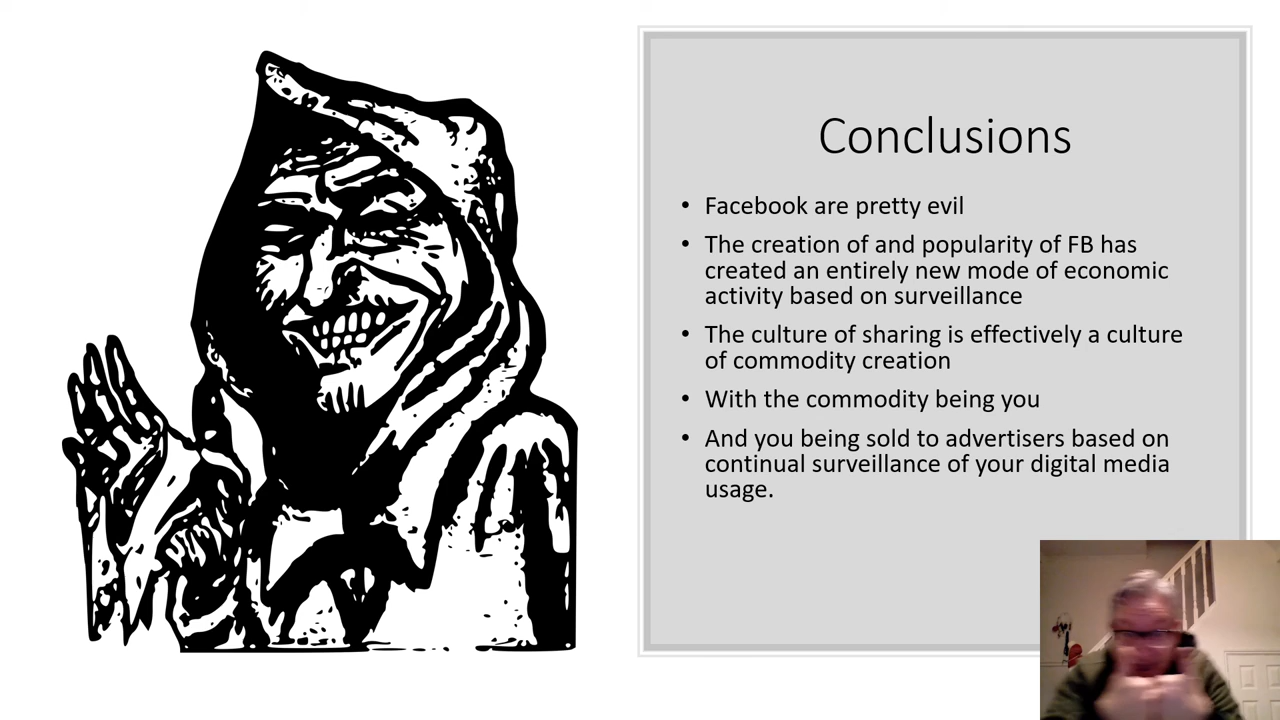 Conclusions
• Facebook are pretty evil
• The creation of and popularity of FB has
created an entirely new mode of economic
activity based on surveillance
• The culture of sharing is effectively a culture
of commodity creation
• With the commodity being you
• And you being sold to advertisers based on
continual surveillance of your digital media
usage.